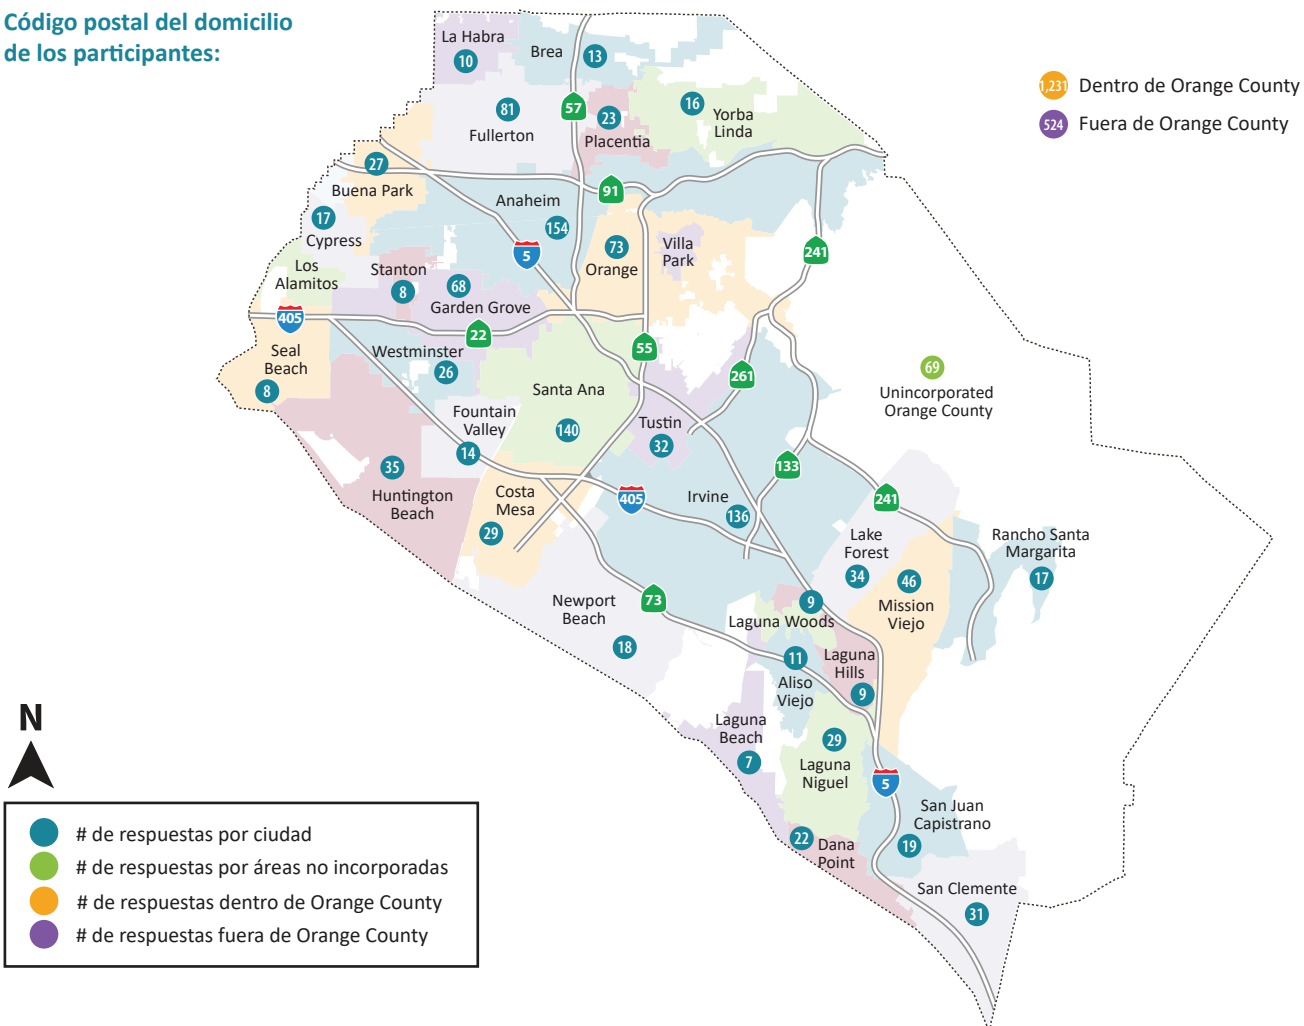 Código postal del domicilio
de los participantes:
1,231 Dentro de Orange County
524 Fuera de Orange County
La Habra
10
Brea
13
57
81
Fullerton
23
Placentia
16
Yorba
Linda
27
Buena Park
91
Anaheim
154
17
Cypress
5
73
Orange
Villa
Park
241
Los
Alamitos
Stanton
8
68
Garden Grove
405
22
55
Seal
Beach
8
Westminster
26
261
69
Unincorporated
Orange County
Santa Ana
140
Fountain
Valley
14
Tustin
32
35
Huntington
Beach
Costa
Mesa
29
405
Irvine
136
133
241
Lake
Forest
34
46
Mission
Viejo
Rancho Santa
Margarita
17
Newport
Beach
18
73
9
Laguna Woods
11
Aliso
Viejo
Laguna
Hills
9
Laguna
Beach
7
29
Laguna
Niguel
5
22
Dana
Point
San Juan
Capistrano
19
San Clemente
31
N
# de respuestas por ciudad
# de respuestas por áreas no incorporadas
# de respuestas dentro de Orange County
# de respuestas fuera de Orange County